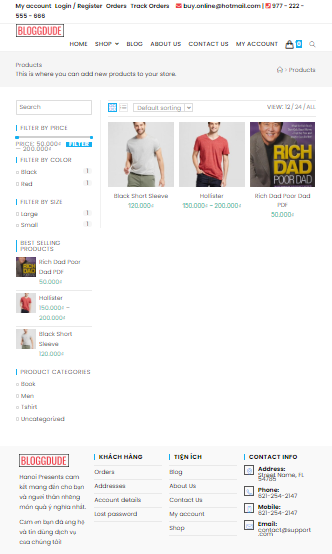 My account Login / Register Orders Track Orders buy.online@hotmail.com | 977 - 222 -
555 - 666
BLOGGDUDE
HOME SHOP BLOG ABOUT US CONTACT US MY ACCOUNT 0
Products
This is where you can add new products to your store.
> Products
Search
FILTER BY PRICE
PRICE: 50.000₫
— 200.000₫
FILTER
FILTER BY COLOR
Black 1
Red 1
FILTER BY SIZE
Large 1
Small 1
BEST SELLING
PRODUCTS
Rich Dad Poor
Dad PDF
50.000₫
Hollister
150.000₫ –
200.000₫
Black Short
Sleeve
120.000₫
PRODUCT CATEGORIES
Book
Men
Tshirt
Uncategorized
Default sorting
VIEW: 12 / 24 / ALL
Black Short Sleeve
120.000₫
Hollister
150.000₫ – 200.000₫
RICH
DAD
POOR DAD
Rich Dad Poor Dad
PDF
50.000₫
BLOGGDUDE
Hanoi Presents cam
kết mang đến cho bạn
và người thân những
món quà ý nghĩa nhất.
Cảm ơn bạn đã ủng hộ
và tin dùng dịch vụ
của chúng tôi!
KHÁCH HÀNG
Orders
Addresses
Account details
Lost password
TIỆN ÍCH
Blog
About Us
Contact Us
My account
Shop
CONTACT INFO
Address:
Street Name, FL
54785
Phone:
621-254-2147
Mobile:
621-254-2147
Email:
contact@support
.com